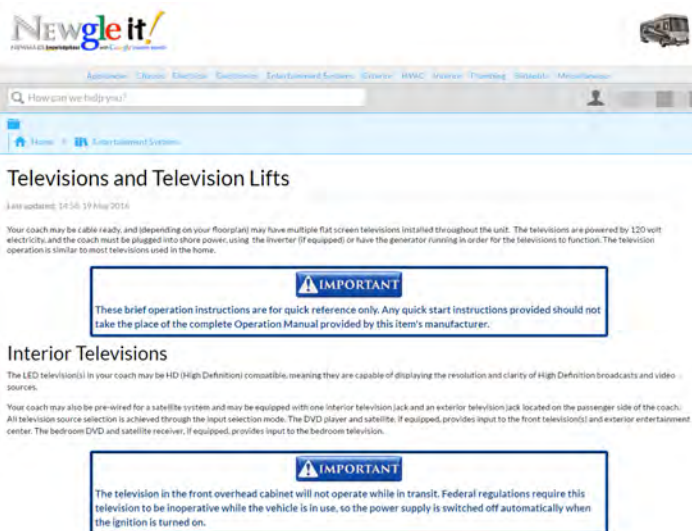 Newgle it!
Appliances Chassis Electrical Electronics Entertainment Systems Exterior HVAC Interior Plumbing Miscellaneous
How can we help you?
Home Entertainment Systems
Televisions and Television Lifts
Last updated: 14:58, 19 May 2016
Your coach may be cable ready, and (depending on your floorplan) may have multiple flat screen televisions installed throughout the unit. The televisions are powered by 120 volt
electricity, and the coach must be plugged into shore power, using the inverter (if equipped) or have the generator running in order for the televisions to function. The television
operation is similar to most televisions used in the home.
IMPORTANT
These brief operation instructions are for quick reference only. Any quick start instructions provided should not
take the place of the complete Operation Manual provided by this item's manufacturer.
Interior Televisions
The LED television(s) in your coach may be HD (High Definition) compatible, meaning they are capable of displaying the resolution and clarity of High Definition broadcasts and video
sources.
Your coach may also be pre-wired for a satellite system and may be equipped with one interior television jack and an exterior television jack located on the passenger side of the coach.
All television source selection is achieved through the input selection mode. The DVD player and satellite, if equipped, provides input to the front television(s) and exterior entertainment
center. The bedroom DVD and satellite receiver, if equipped, provides input to the bedroom television.
IMPORTANT
The television in the front overhead cabinet will not operate while in transit. Federal regulations require this
television to be inoperative while the vehicle is in use, so the power supply is switched off automatically when
the ignition is turned on.